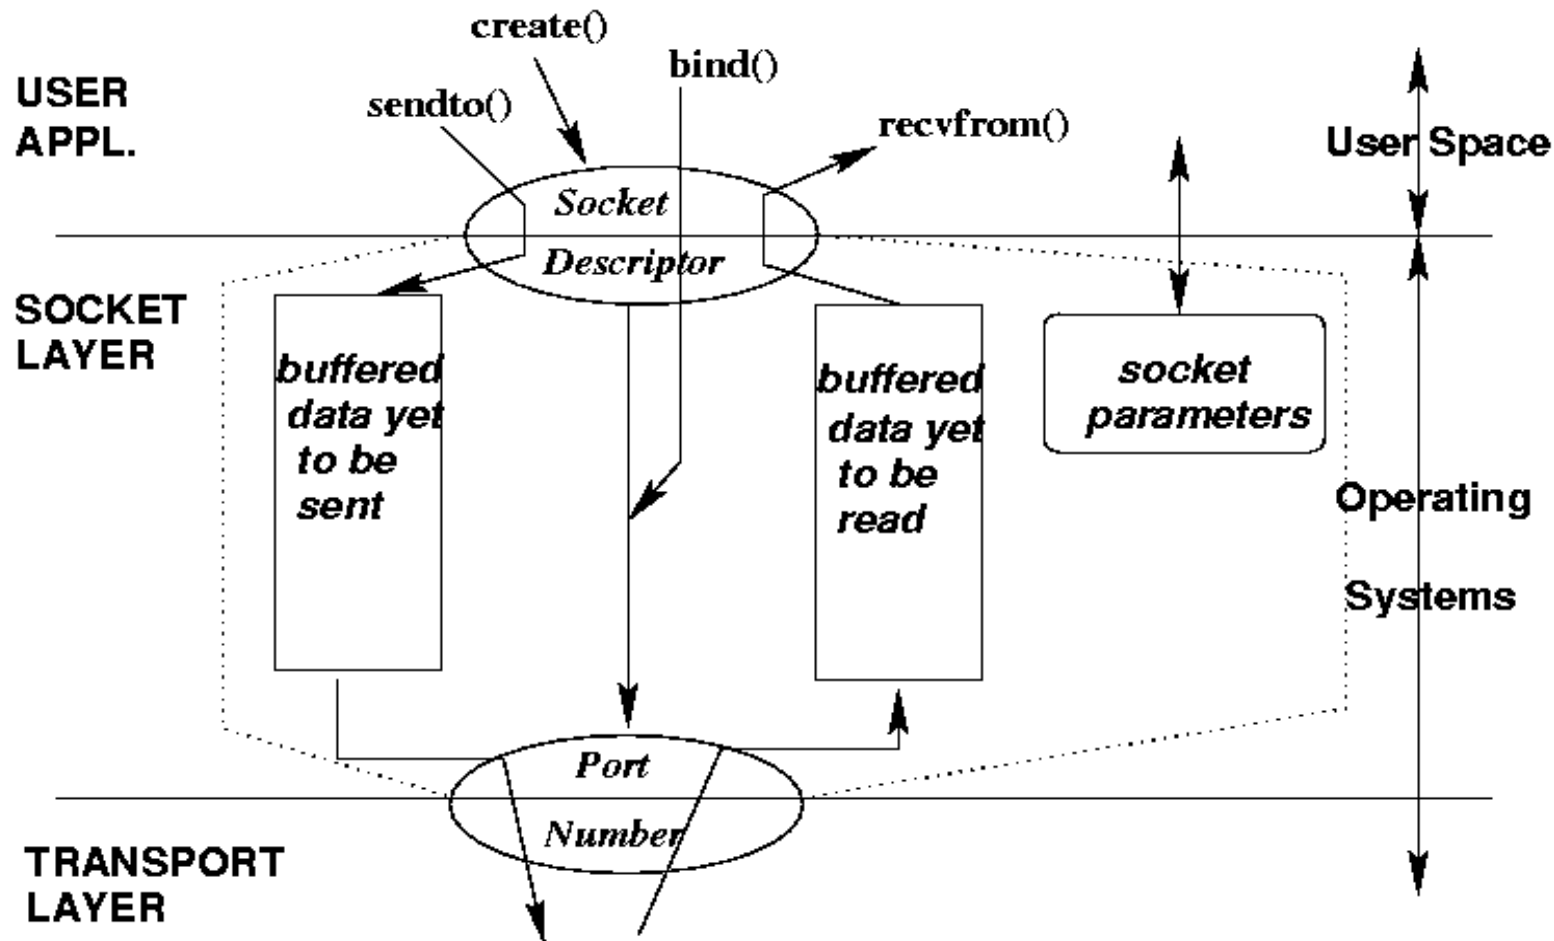 create()
bind()
USER
APPL.
sendto()
recvfrom()
User Space
Socket
Descriptor
SOCKET
LAYER
buffered
data yet
to be
sent
buffered
data yet
to be
read
socket
parameters
Operating
Systems
Port
Number
TRANSPORT
LAYER